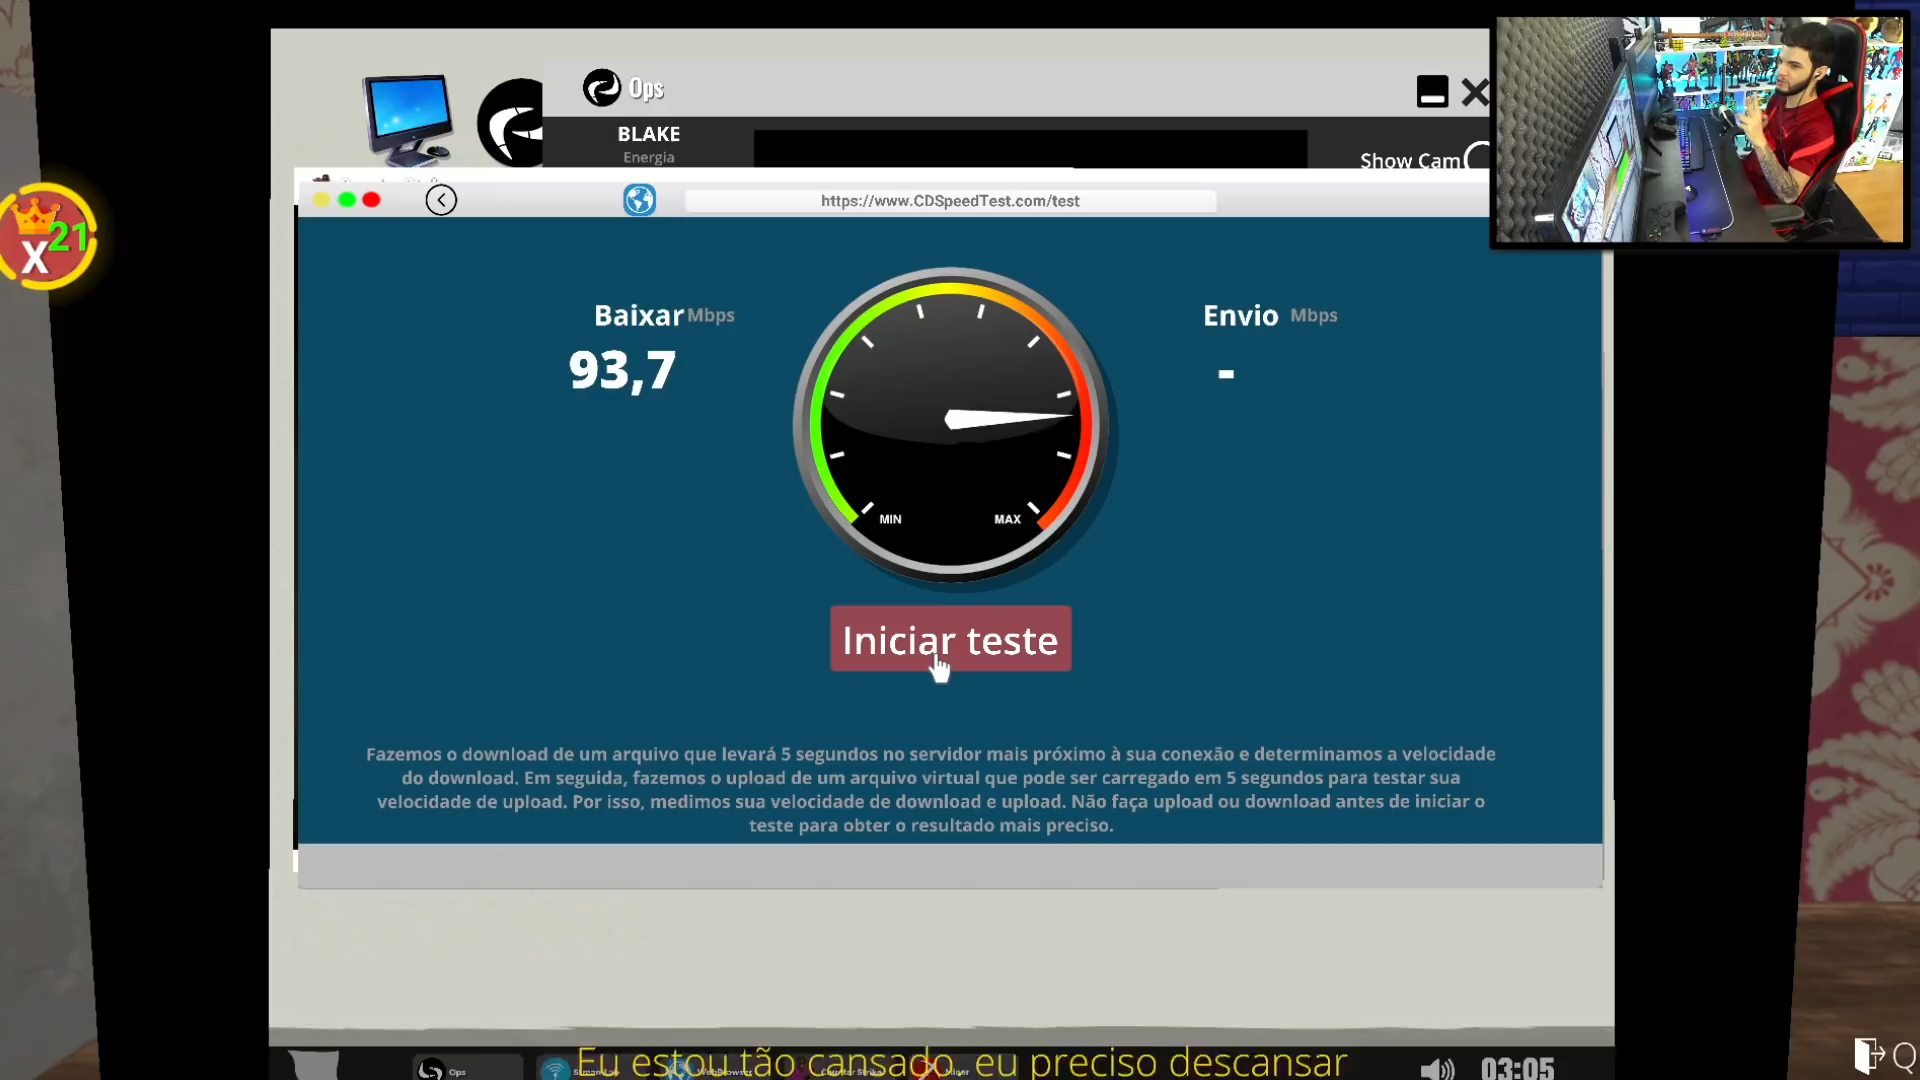 Ops
BLAKE
Energia
Show Cam
https://www.CDSpeedTest.com/test
Baixar Mbps
93,7
Envio Mbps
-
MIN
MAX
Iniciar teste
Fazemos o download de um arquivo que levará 5 segundos no servidor mais próximo à sua conexão e determinamos a velocidade
do download. Em seguida, fazemos o upload de um arquivo virtual que pode ser carregado em 5 segundos para testar sua
velocidade de upload. Por isso, medimos sua velocidade de download e upload. Não faça upload ou download antes de iniciar o
teste para obter o resultado mais preciso.
X 21
Eu estou tão cansado, eu preciso descansar
Ops
03:05
Q